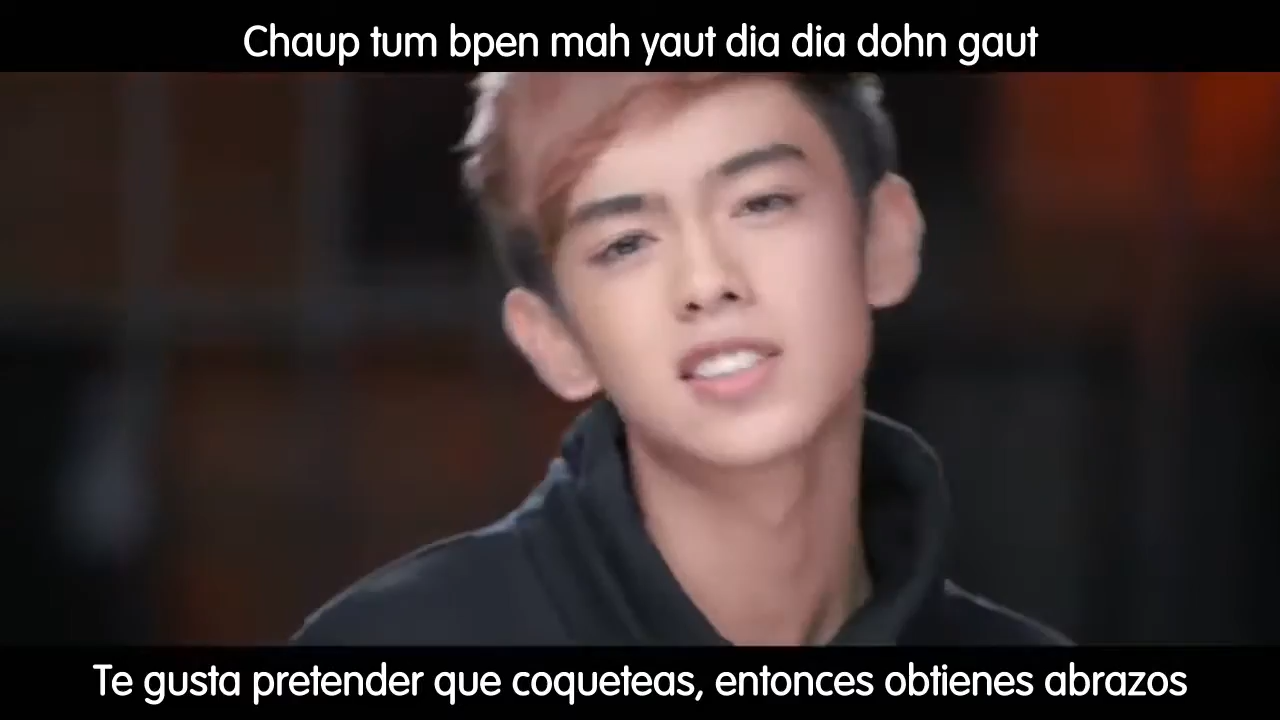 Chaup tum bpen mah yaut dia dia dohn gaut
Te gusta pretender que coqueteas, entonces obtienes abrazos